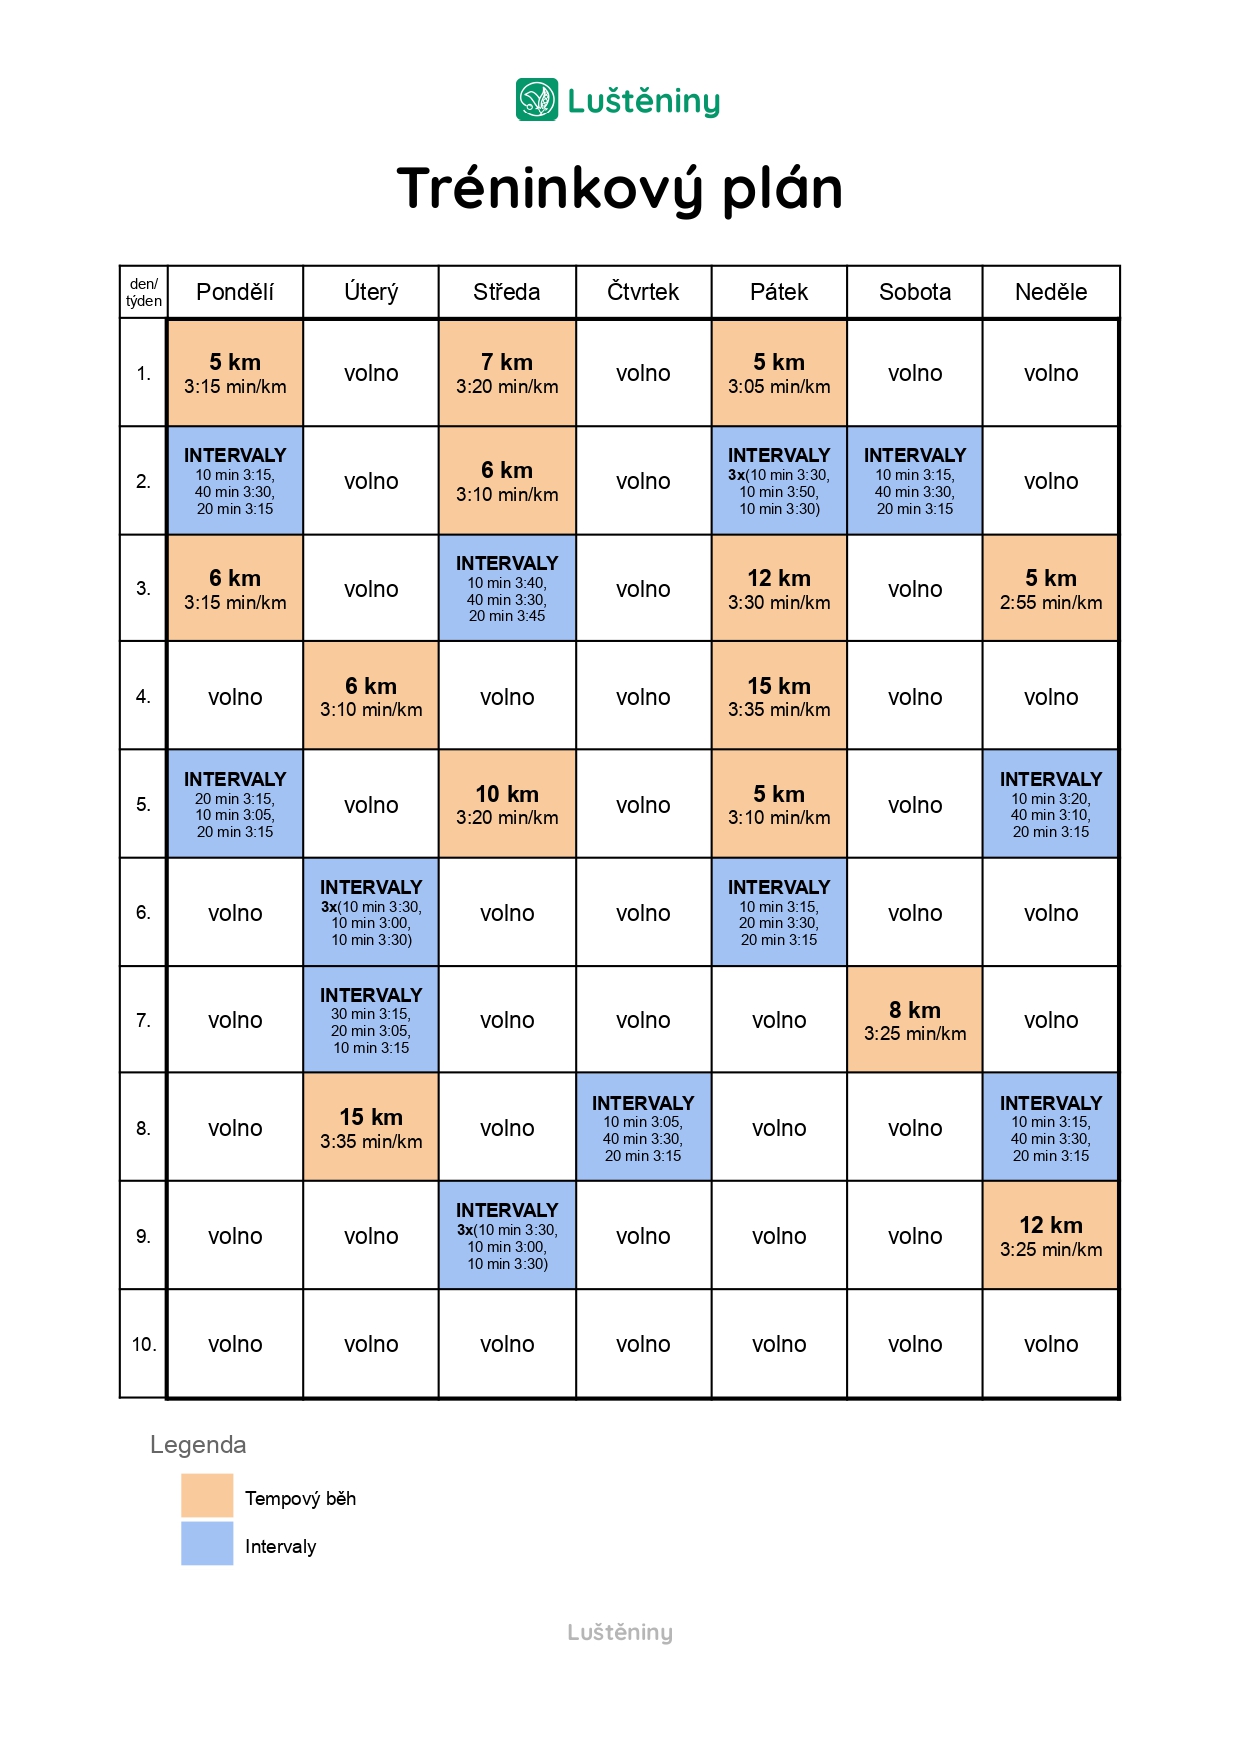 Luštěniny
Tréninkový plán
den/
týden
Pondělí
Úterý
Středa
Čtvrtek
Pátek
Sobota
Neděle
1.
5 km
3:15 min/km
volno
7 km
3:20 min/km
volno
5 km
3:05 min/km
volno
volno
2.
INTERVALY
10 min 3:15,
40 min 3:30,
20 min 3:15
volno
6 km
3:10 min/km
volno
INTERVALY
3x(10 min 3:30,
10 min 3:50,
10 min 3:30)
INTERVALY
10 min 3:15,
40 min 3:30,
20 min 3:15
volno
3.
6 km
3:15 min/km
volno
INTERVALY
10 min 3:40,
40 min 3:30,
20 min 3:45
volno
12 km
3:30 min/km
volno
5 km
2:55 min/km
4.
volno
6 km
3:10 min/km
volno
volno
15 km
3:35 min/km
volno
volno
5.
INTERVALY
20 min 3:15,
10 min 3:05,
20 min 3:15
volno
10 km
3:20 min/km
volno
5 km
3:10 min/km
volno
INTERVALY
10 min 3:20,
40 min 3:10,
20 min 3:15
6.
volno
INTERVALY
3x(10 min 3:30,
10 min 3:00,
10 min 3:30)
volno
volno
INTERVALY
10 min 3:15,
20 min 3:30,
20 min 3:15
volno
volno
7.
volno
INTERVALY
30 min 3:15,
20 min 3:05,
10 min 3:15
volno
volno
volno
8 km
3:25 min/km
volno
8.
volno
15 km
3:35 min/km
volno
INTERVALY
10 min 3:05,
40 min 3:30,
20 min 3:15
volno
volno
INTERVALY
10 min 3:15,
40 min 3:30,
20 min 3:15
9.
volno
volno
INTERVALY
3x(10 min 3:30,
10 min 3:00,
10 min 3:30)
volno
volno
volno
12 km
3:25 min/km
10.
volno
volno
volno
volno
volno
volno
volno
Legenda
Tempový běh
Intervaly
Luštěniny